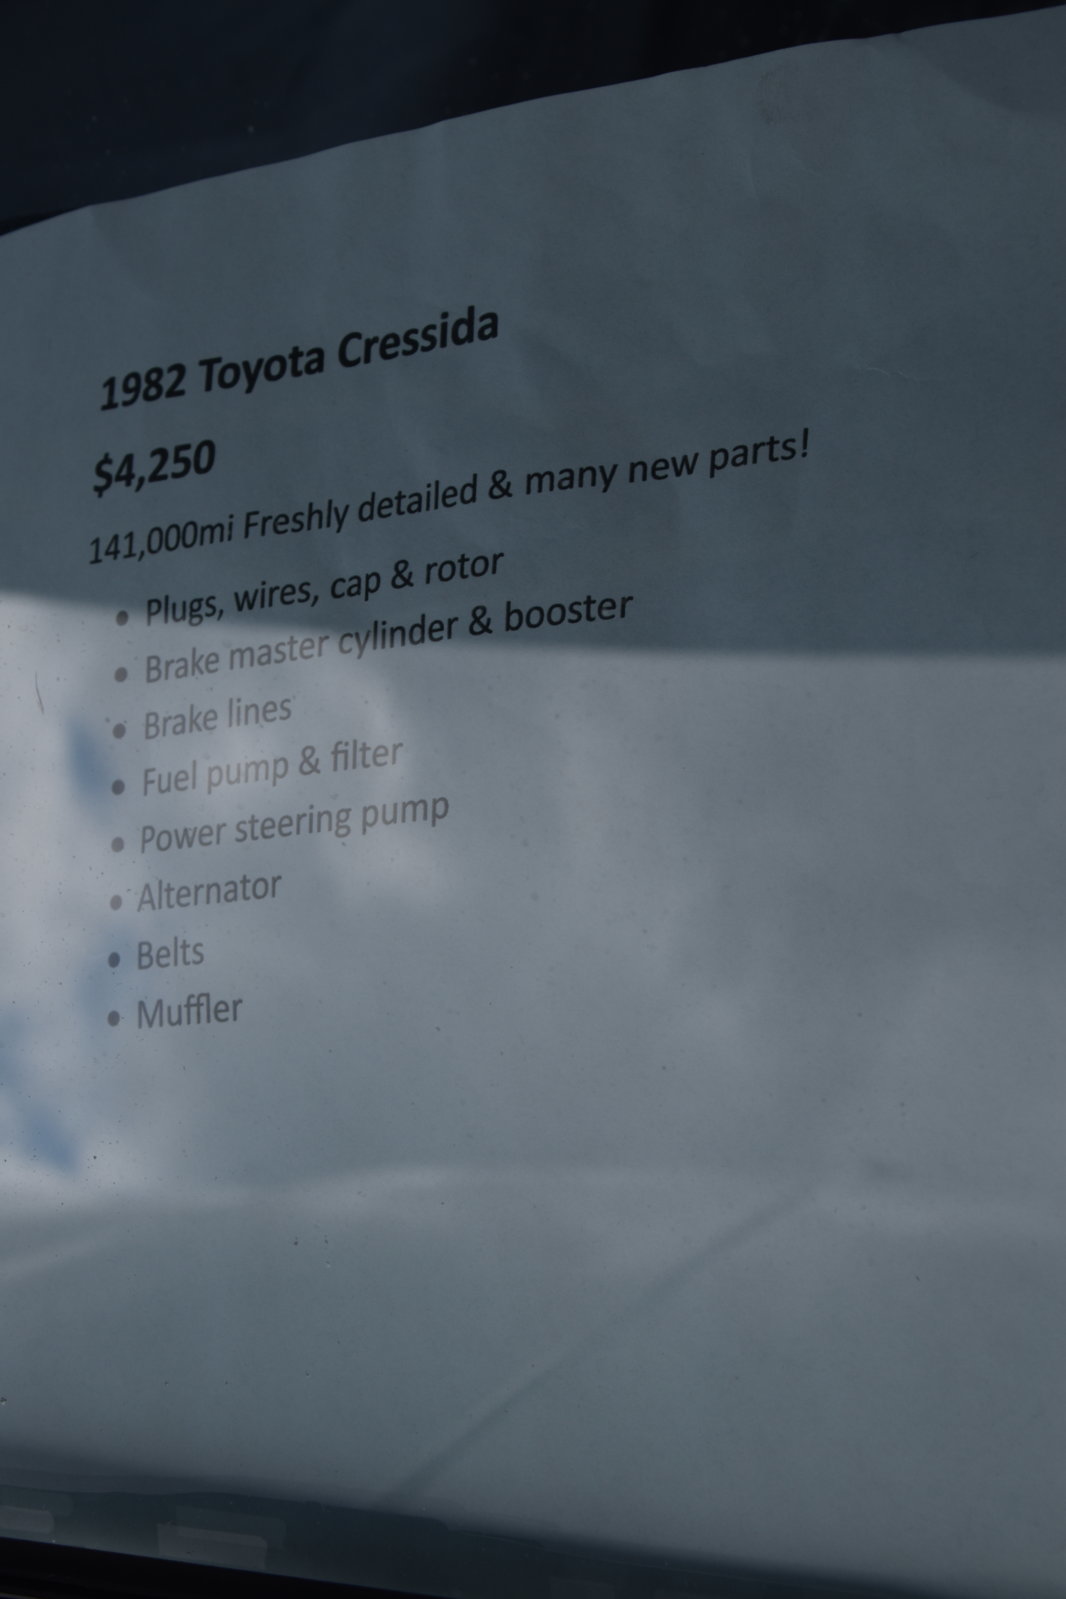 1982 Toyota Cressida
$4,250
141,000mi Freshly detailed & many new parts!
• Plugs, wires, cap & rotor
• Brake master cylinder & booster
• Brake lines
• Fuel pump & filter
• Power steering pump
• Alternator
• Belts
• Muffler